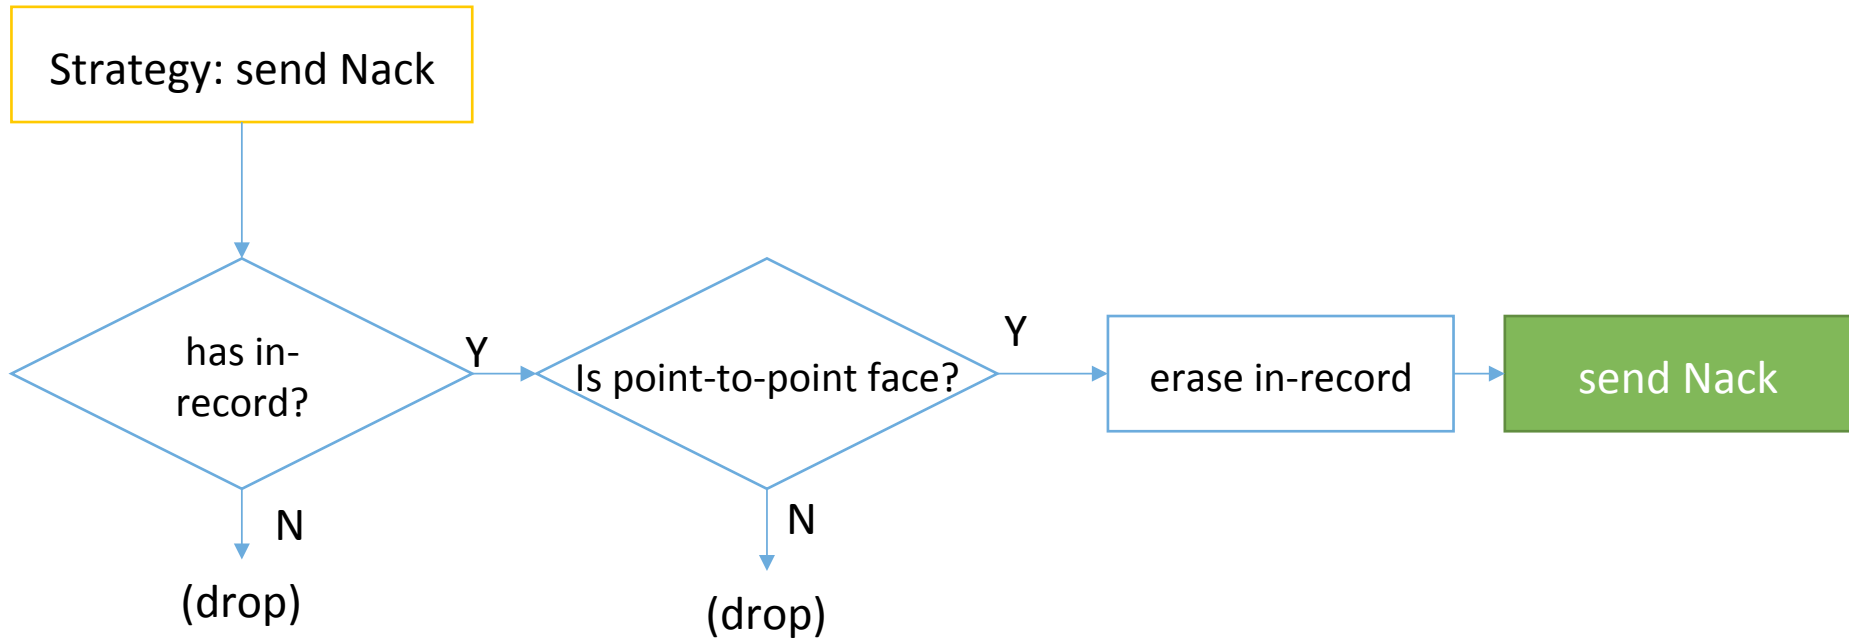 Strategy: send Nack
has in-
record?
Y
Is point-to-point face?
Y
erase in-record
send Nack
N
N
(drop)
(drop)